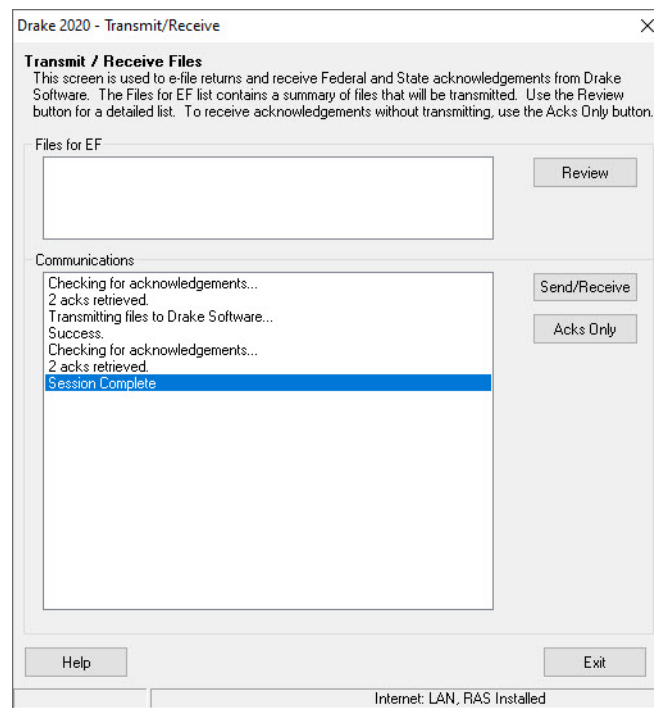 Drake 2020 - Transmit/Receive
Transmit / Receive Files
This screen is used to e-file returns and receive Federal and State acknowledgements from Drake
Software. The Files for EF list contains a summary of files that will be transmitted. Use the Review
button for a detailed list. To receive acknowledgements without transmitting, use the Acks Only button.
Files for EF
Review
Communications
Checking for acknowledgements...
2 acks retrieved.
Transmitting files to Drake Software...
Success.
Checking for acknowledgements...
2 acks retrieved.
Session Complete
Send/Receive
Acks Only
Help
Exit
Internet: LAN, RAS Installed